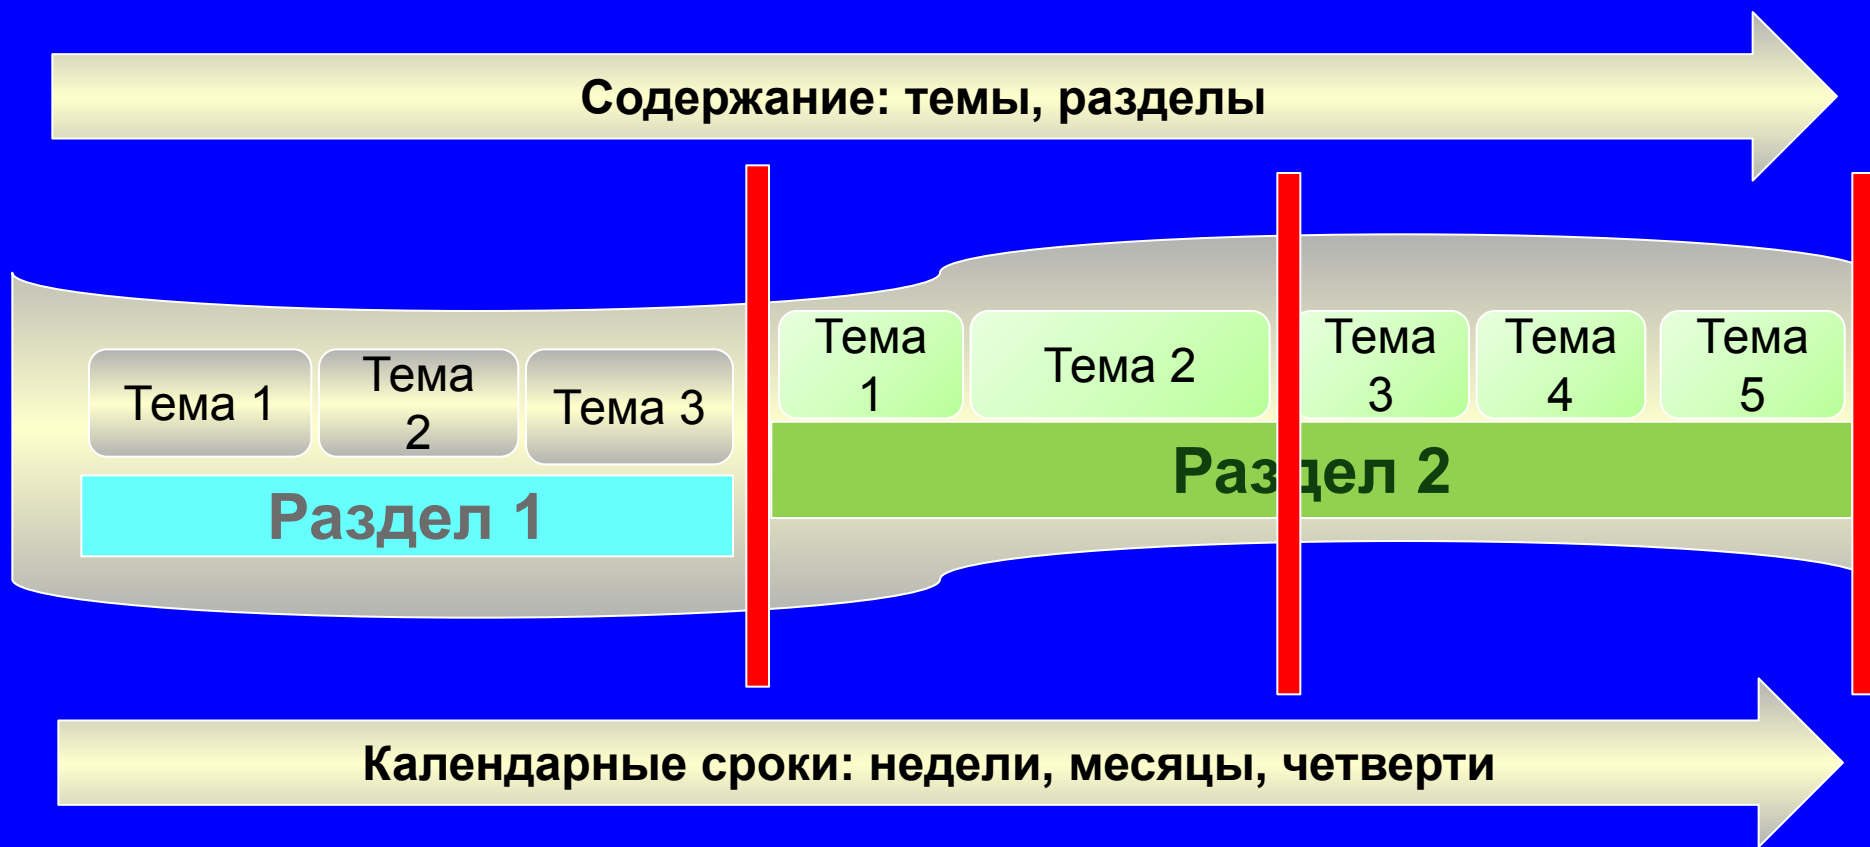 Содержание: темы, разделы
Тема 1
Тема
2
Тема 3
Раздел 1
Тема
1
Тема 2
Тема
3
Тема
4
Тема
5
Раздел 2
Календарные сроки: недели, месяцы, четверти